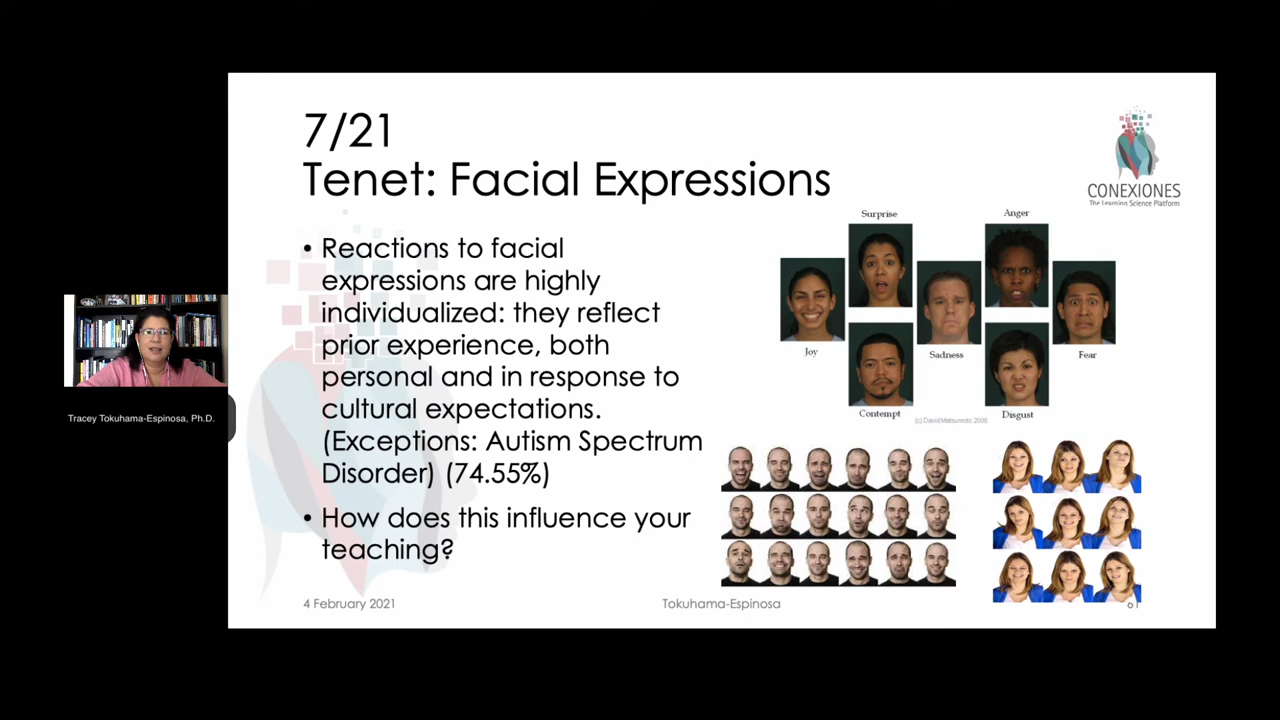 7/21
Tenet: Facial Expressions
CONEXIONES
The Learning Science Platform
• Reactions to facial
expressions are highly
individualized: they reflect
prior experience, both
personal and in response to
cultural expectations.
(Exceptions: Autism Spectrum
Disorder) (74.55%)
• How does this influence your
teaching?
Surprise
Anger
Joy
Sadness
Fear
Contempt
Disgust
(c) David Matsumoto 2008
Tracey Tokuhama-Espinosa, Ph.D.
4 February 2021
Tokuhama-Espinosa